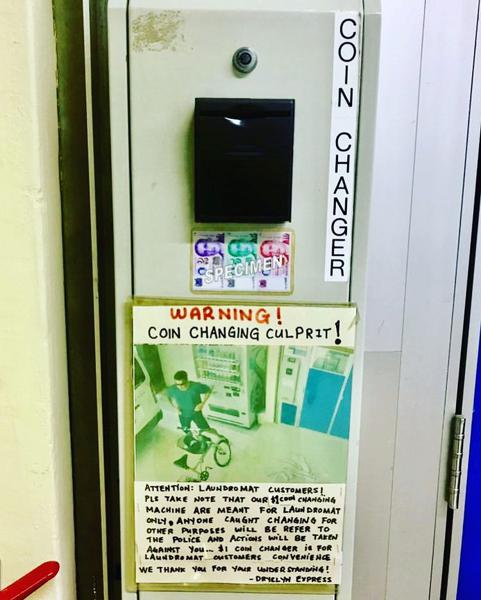 COIN CHANGER
SPECIMEN
WARNING!
COIN CHANGING CULPRIT!
ATTENTION: LAUNDROMAT CUSTOMERS!
PLS TAKE NOTE THAT OUR $1 COIN CHANGING
MACHINE ARE MEANT FOR LAUNDROMAT
ONLY. ANYONE CAUGHT CHANGING FOR
OTHER PURPOSES WILL BE REFER TO
THE POLICE AND ACTIONS WILL BE TAKEN
AGAINST YOU... $1 COIN CHANGER IS FOR
LAUNDROMAT CUSTOMERS CONVENIENCE
WE THANK YOU FOR YOUR UNDERSTANDING!
- DRYCLYN EXPRESS